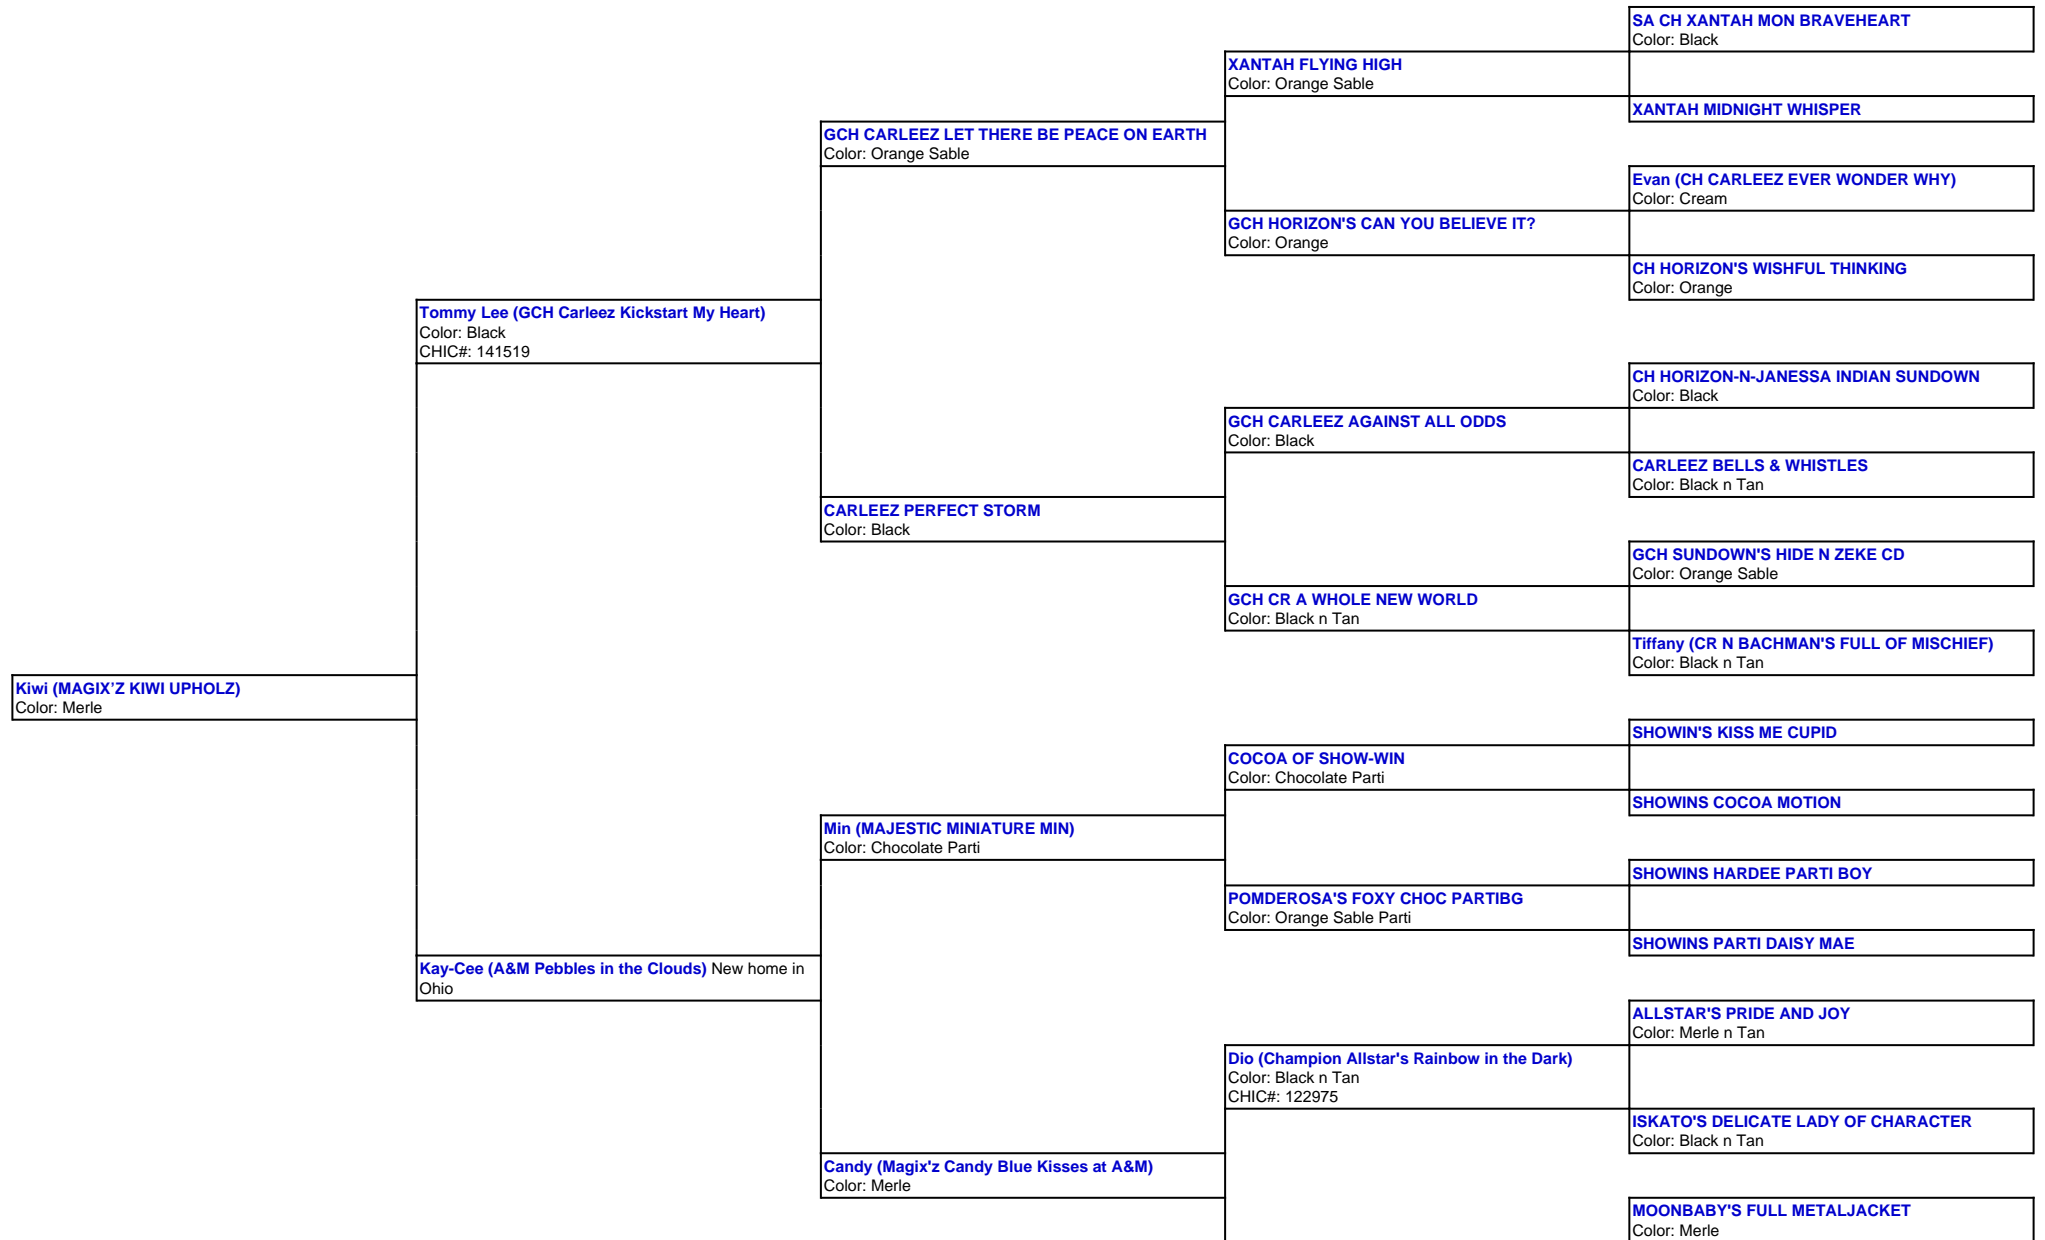 SA CH XANTAH MON BRAVEHEART
Color: Black
XANTAH FLYING HIGH
Color: Orange Sable
XANTAH MIDNIGHT WHISPER
GCH CARLEEZ LET THERE BE PEACE ON EARTH
Color: Orange Sable
Evan (CH CARLEEZ EVER WONDER WHY)
Color: Cream
GCH HORIZON'S CAN YOU BELIEVE IT?
Color: Orange
CH HORIZON'S WISHFUL THINKING
Color: Orange
Tommy Lee (GCH Carleez Kickstart My Heart)
Color: Black
CHIC#: 141519
CH HORIZON-N-JANESSA INDIAN SUNDOWN
Color: Black
GCH CARLEEZ AGAINST ALL ODDS
Color: Black
CARLEEZ BELLS & WHISTLES
Color: Black n Tan
CARLEEZ PERFECT STORM
Color: Black
GCH SUNDOWN'S HIDE N ZEKE CD
Color: Orange Sable
GCH CR A WHOLE NEW WORLD
Color: Black n Tan
Tiffany (CR N BACHMAN'S FULL OF MISCHIEF)
Color: Black n Tan
Kiwi (MAGIX’Z KIWI UPHOLZ)
Color: Merle
SHOWIN'S KISS ME CUPID
COCOA OF SHOW-WIN
Color: Chocolate Parti
SHOWINS COCOA MOTION
Min (MAJESTIC MINIATURE MIN)
Color: Chocolate Parti
SHOWINS HARDEE PARTI BOY
POMDEROSA'S FOXY CHOC PARTIBG
Color: Orange Sable Parti
SHOWINS PARTI DAISY MAE
Kay-Cee (A&M Pebbles in the Clouds) New home in
Ohio
ALLSTAR'S PRIDE AND JOY
Color: Merle n Tan
Dio (Champion Allstar's Rainbow in the Dark)
Color: Black n Tan
CHIC#: 122975
ISKATO'S DELICATE LADY OF CHARACTER
Color: Black n Tan
Candy (Magix'z Candy Blue Kisses at A&M)
Color: Merle
MOONBABY'S FULL METALJACKET
Color: Merle